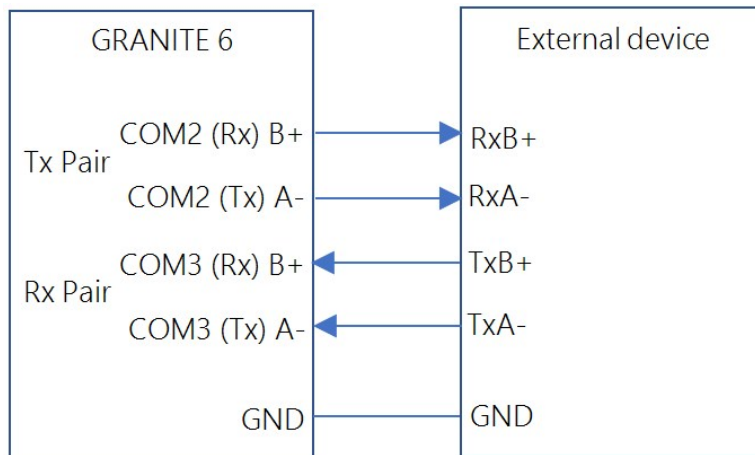 GRANITE 6
External device
Tx Pair
COM2 (Rx) B+
RxB+
COM2 (Tx) A-
RxA-
Rx Pair
COM3 (Rx) B+
TxB+
COM3 (Tx) A-
TxA-
GND
GND